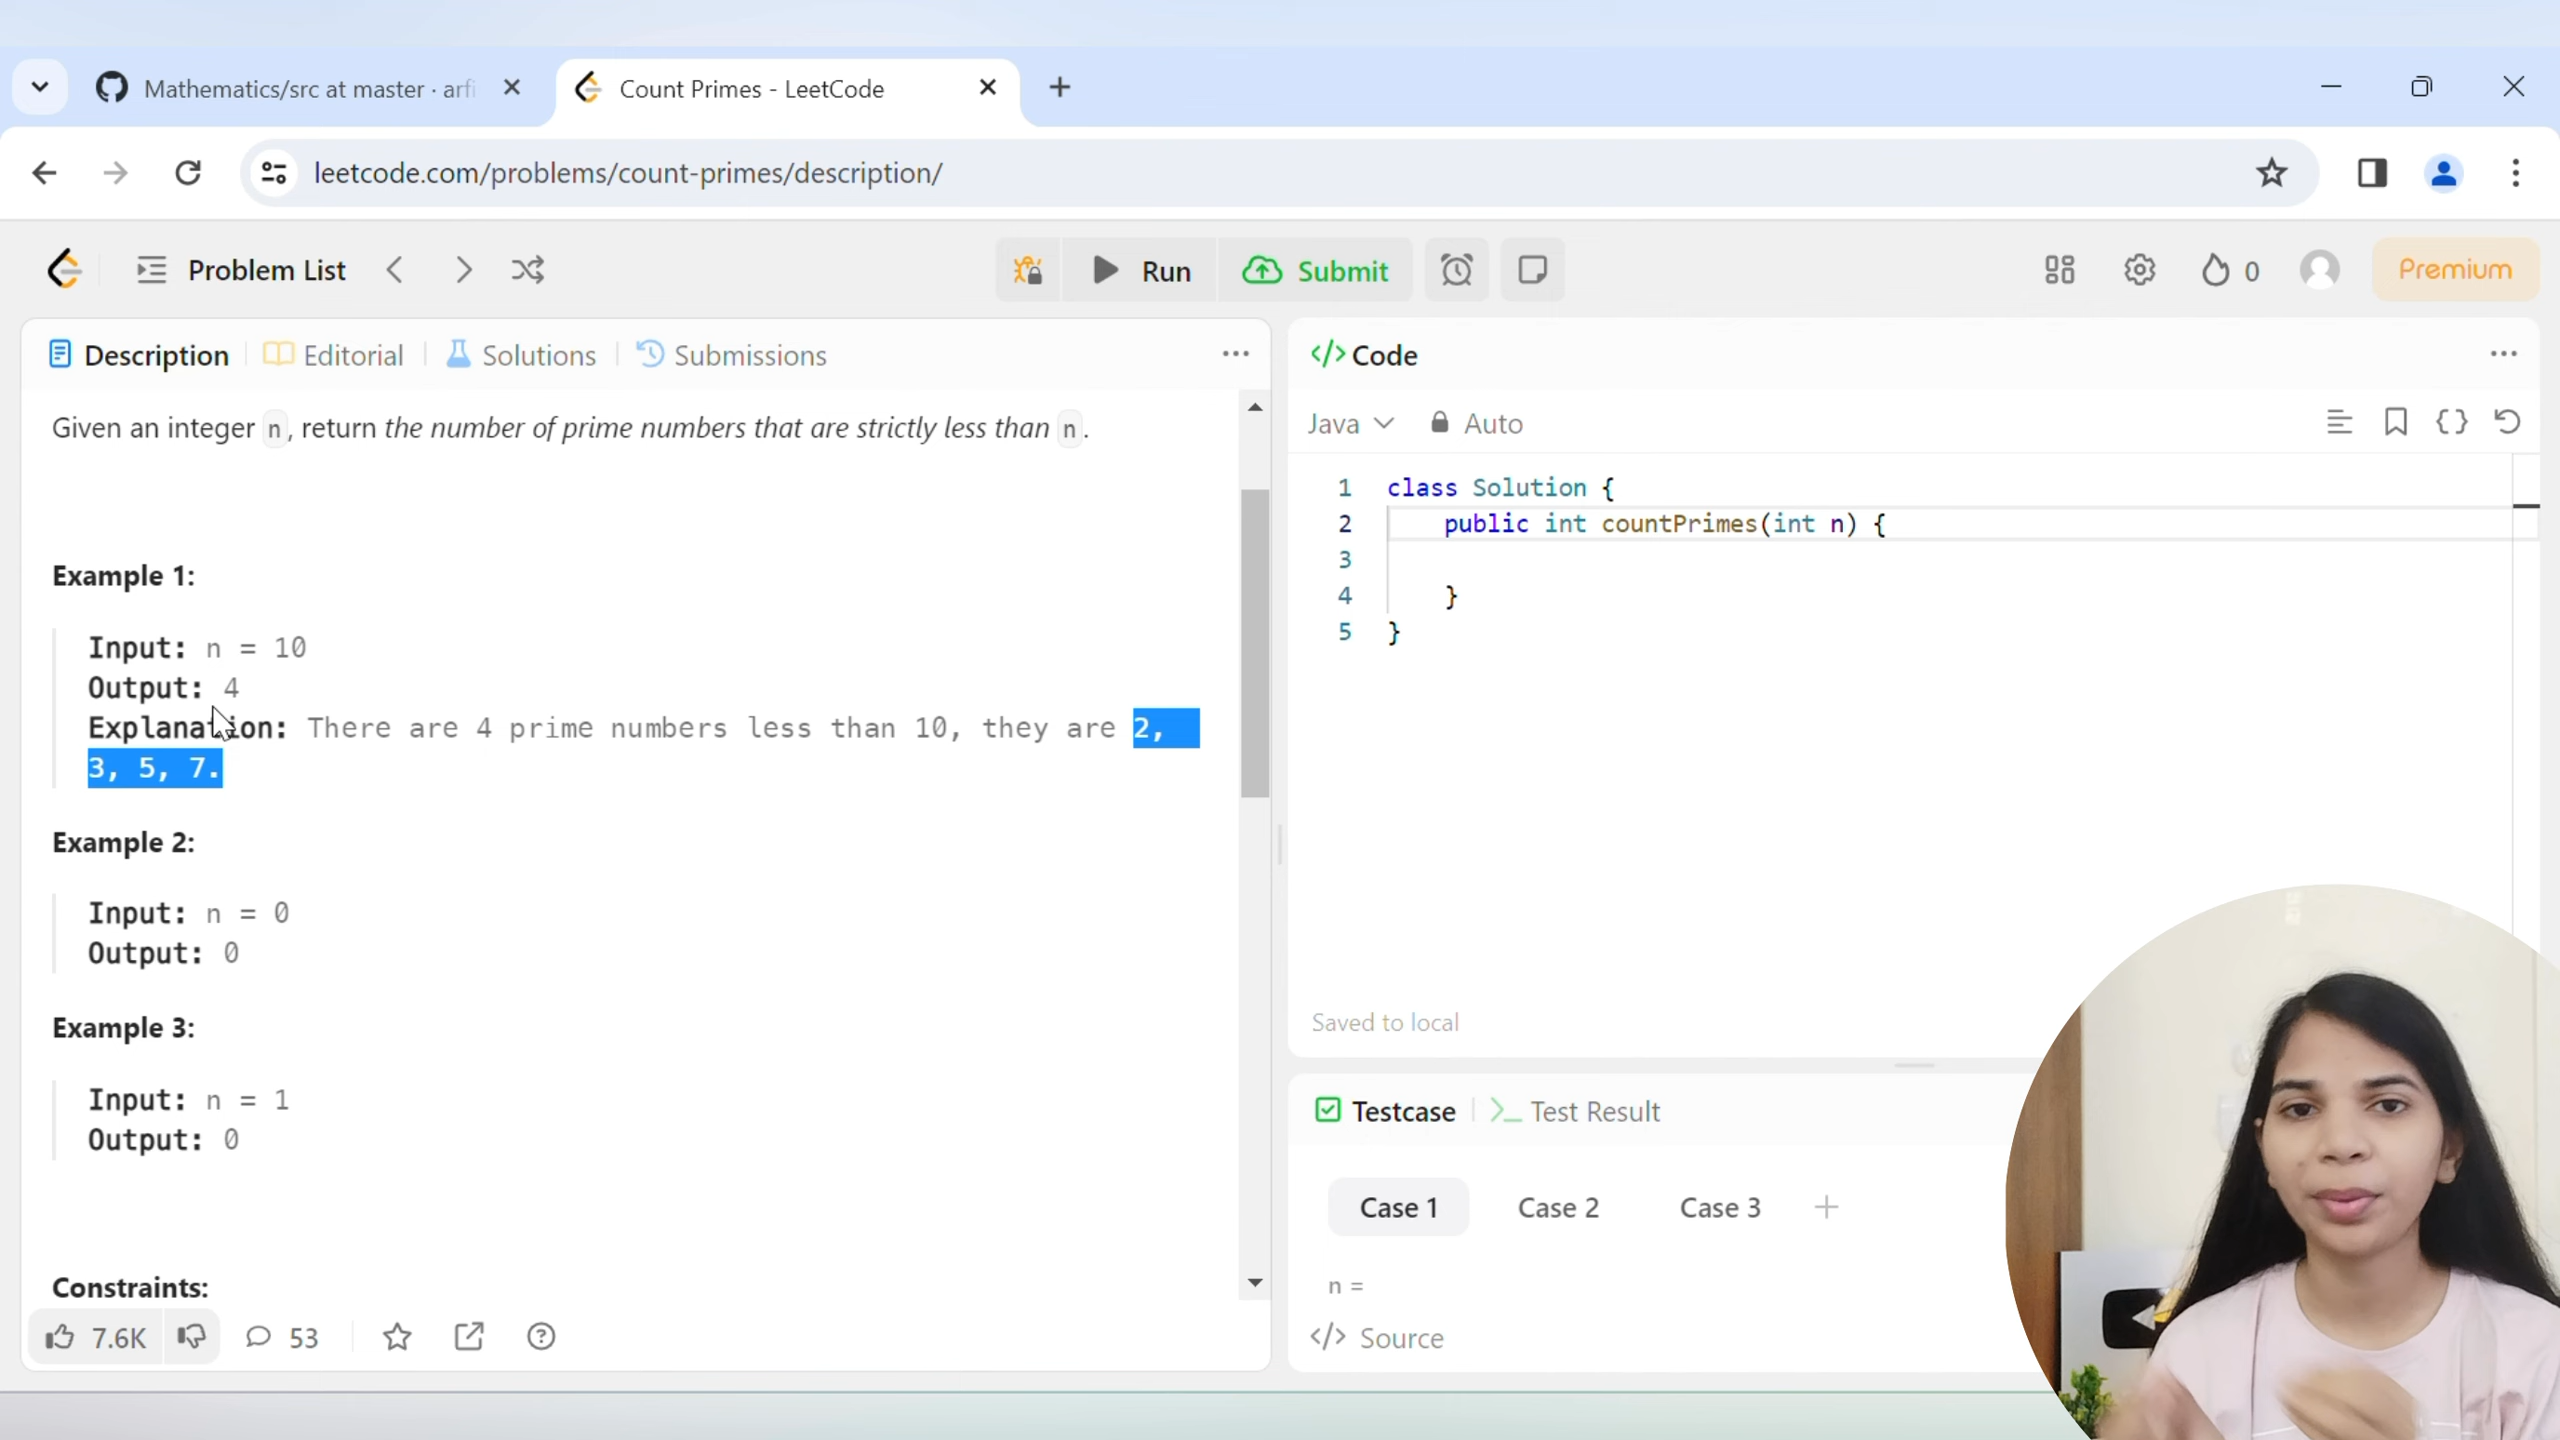 Mathematics/src at master · arfi
Count Primes - LeetCode
leetcode.com/problems/count-primes/description/
Problem List
Run
Submit
0
Premium
Description
Editorial
Solutions
Submissions
Given an integer n, return the number of prime numbers that are strictly less than n.
Example 1:
Input: n = 10
Output: 4
Explanation: There are 4 prime numbers less than 10, they are 2,
3, 5, 7.
Example 2:
Input: n = 0
Output: 0
Example 3:
Input: n = 1
Output: 0
Constraints:
7.6K
53
</> Code
Java
Auto
1 class Solution {
2 public int countPrimes(int n) {
3
4 }
5 }
Saved to local
Testcase
Test Result
Case 1
Case 2
Case 3
n =
</> Source